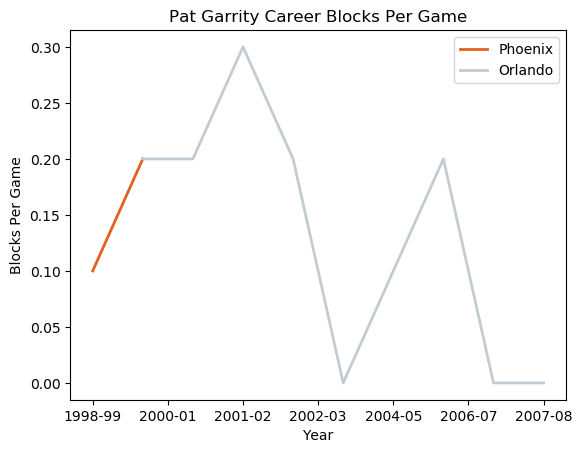 Pat Garrity Career Blocks Per Game
Phoenix
Orlando
0.30
0.25
0.20
0.15
0.10
0.05
0.00
Blocks Per Game
1998-99 2000-01 2001-02 2002-03 2004-05 2006-07 2007-08
Year